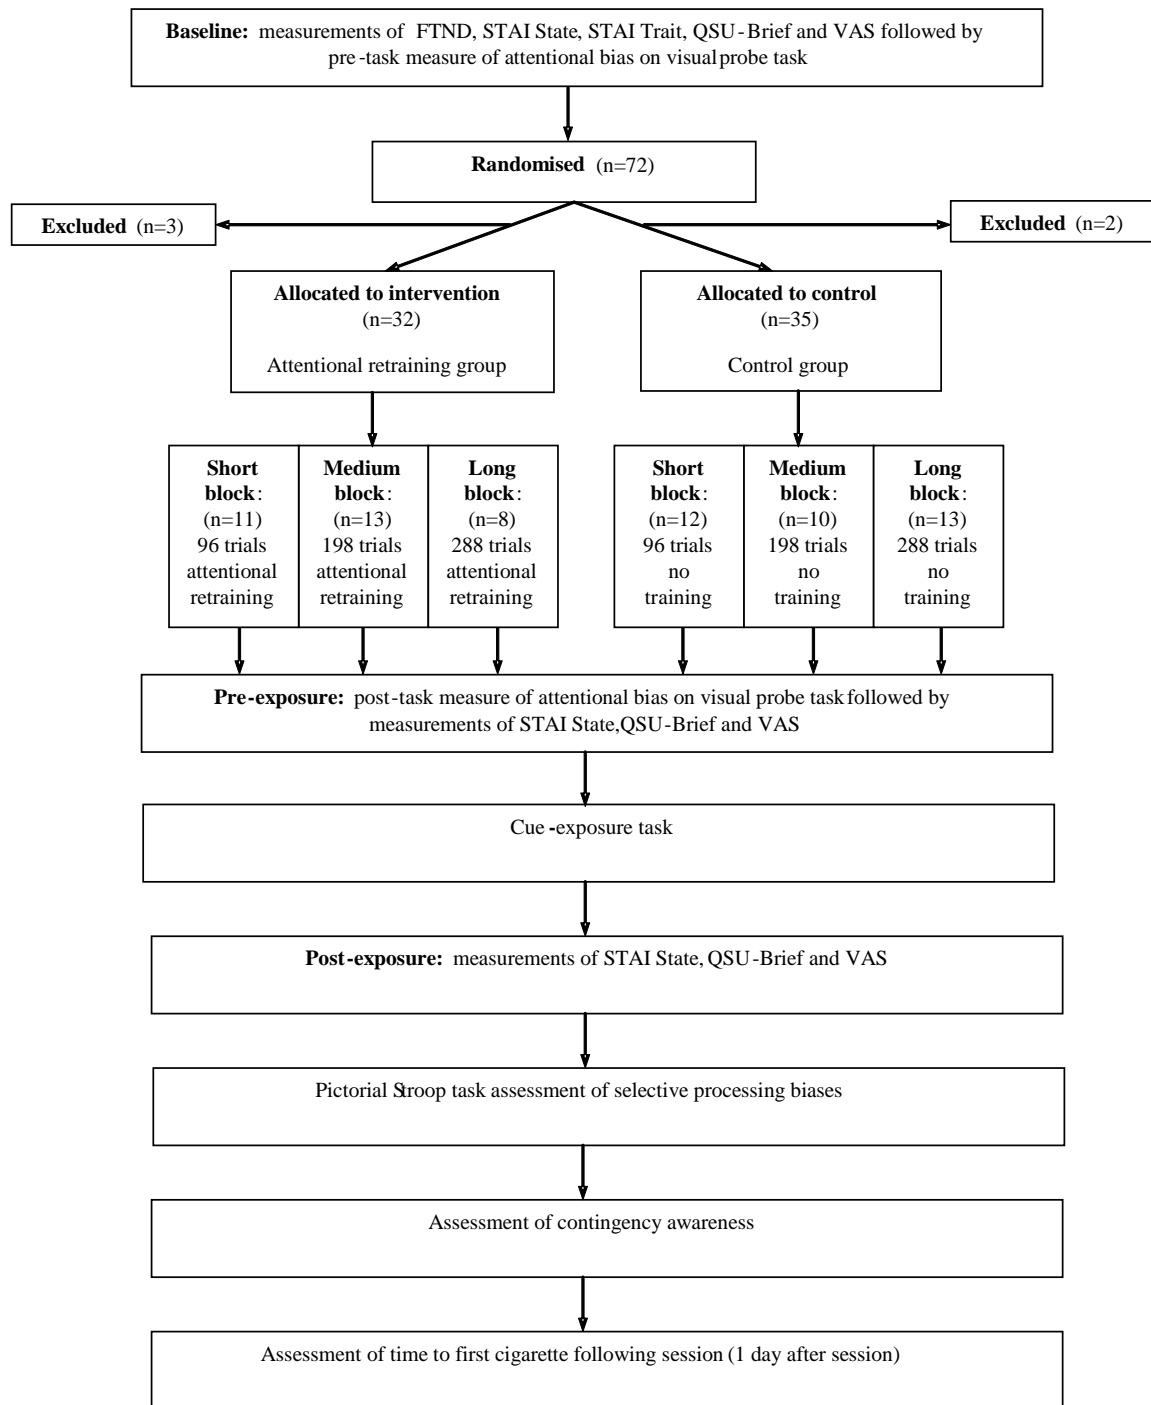 Baseline: measurements of FTND, STAI State, STAI Trait, QSU-Brief and VAS followed by
pre-task measure of attentional bias on visual probe task
Randomised (n=72)
Excluded (n=3)
Excluded (n=2)
Allocated to intervention
(n=32)
Attentional retraining group
Allocated to control
(n=35)
Control group
Short
block:
(n=11)
96 trials
attentional
retraining
Medium
block:
(n=13)
198 trials
attentional
retraining
Long
block:
(n=8)
288 trials
attentional
retraining
Short
block:
(n=12)
96 trials
no
training
Medium
block:
(n=10)
198 trials
no
training
Long
block:
(n=13)
288 trials
no
training
Pre-exposure: post-task measure of attentional bias on visual probe task followed by
measurements of STAI State, QSU-Brief and VAS
Cue-exposure task
Post-exposure: measurements of STAI State, QSU-Brief and VAS
Pictorial Stroop task assessment of selective processing biases
Assessment of contingency awareness
Assessment of time to first cigarette following session (1 day after session)